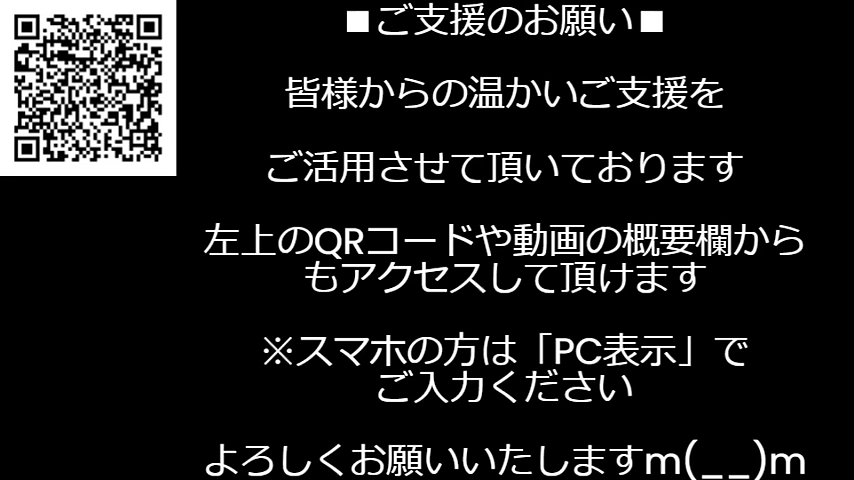 ■ご支援のお願い■
皆様からの温かいご支援を
ご活用させて頂いております
左上のQRコードや動画の概要欄から
もアクセスして頂けます
※スマホの方は「PC表示」で
ご入力ください
よろしくお願いいたしますm(__)m